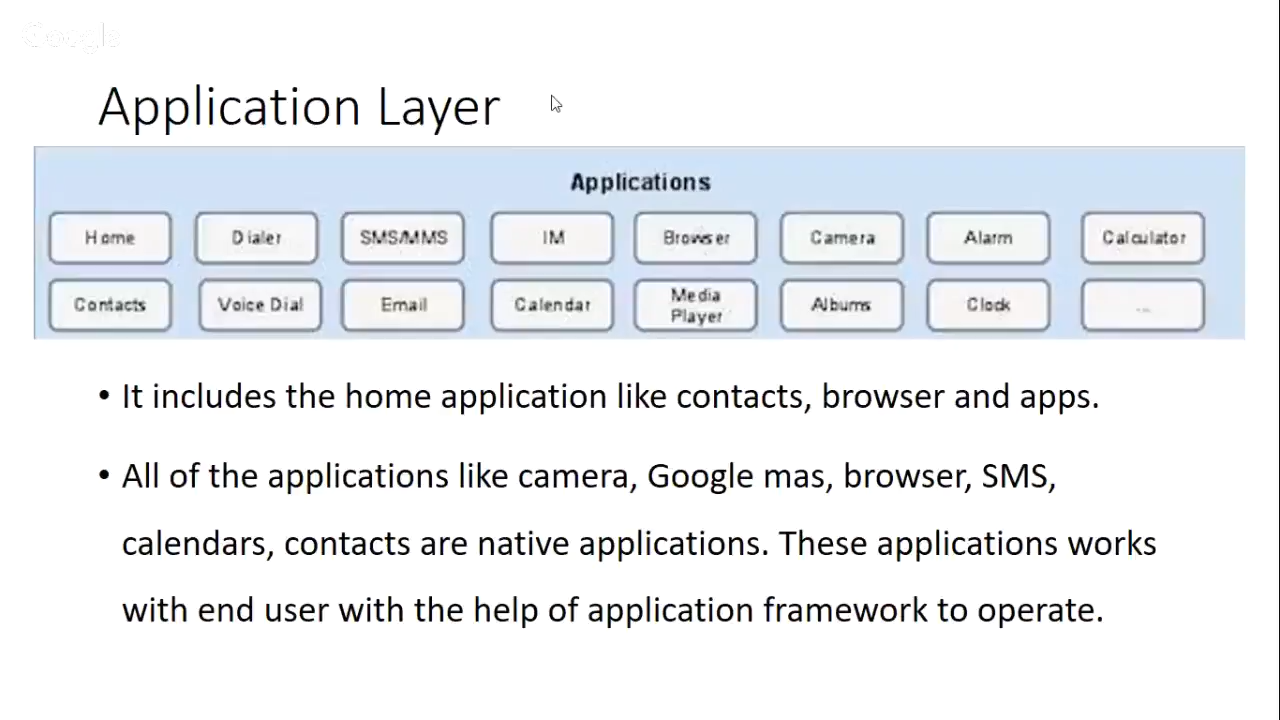 Google
Application Layer
Applications
Home Dialer SMS/MMS IM Browser Camera Alarm Calculator
Contacts Voice Dial Email Calendar Media Player Albums Clock ...
• It includes the home application like contacts, browser and apps.
• All of the applications like camera, Google mas, browser, SMS,
calendars, contacts are native applications. These applications works
with end user with the help of application framework to operate.